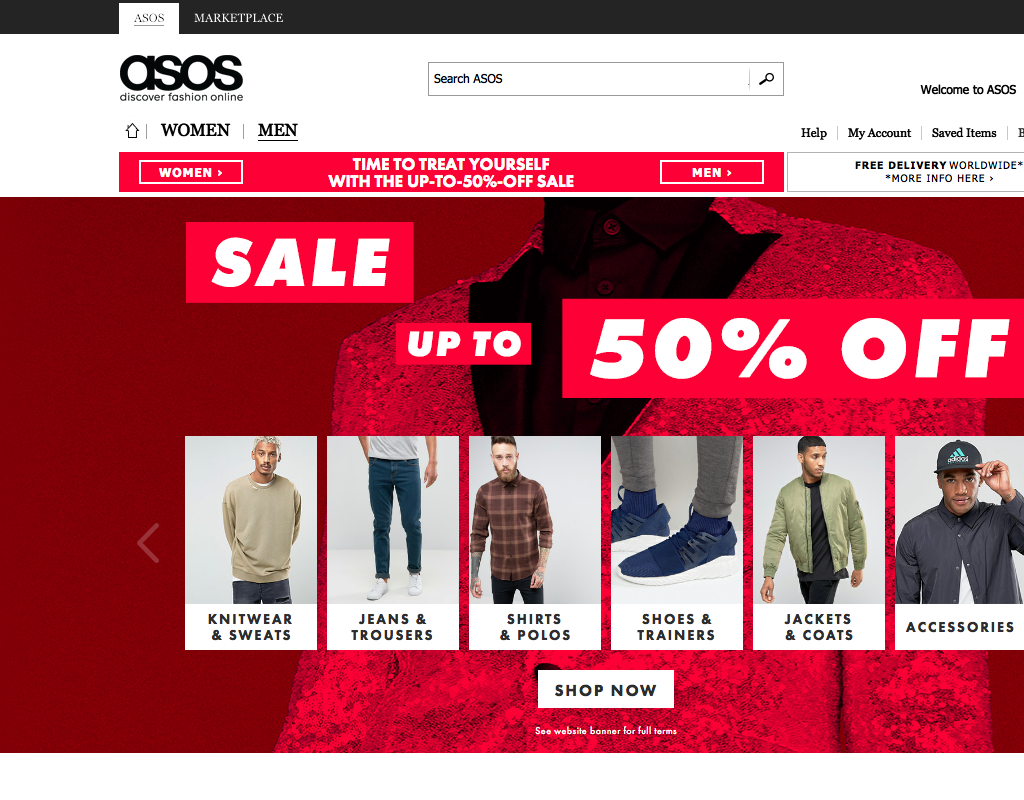 ASOS MARKETPLACE
asos
discover fashion online
Search ASOS
Welcome to ASOS
WOMEN MEN
Help My Account Saved Items
WOMEN ›
TIME TO TREAT YOURSELF
WITH THE UP-TO-50%-OFF SALE
MEN ›
FREE DELIVERY WORLDWIDE*
*MORE INFO HERE ›
SALE
UP TO
50% OFF
adidas
KNITWEAR
& SWEATS
JEANS &
TROUSERS
SHIRTS
& POLOS
SHOES &
TRAINERS
JACKETS
& COATS
ACCESSORIES
SHOP NOW
See website banner for full terms